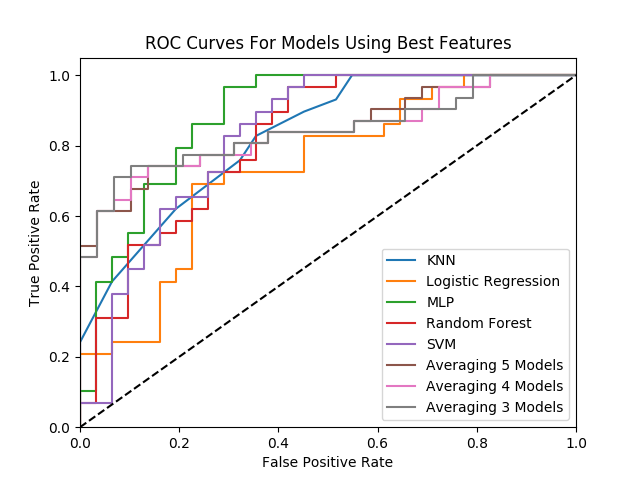 ROC Curves For Models Using Best Features
True Positive Rate
1.0
0.8
0.6
0.4
0.2
0.0
0.0 0.2 0.4 0.6 0.8 1.0
False Positive Rate
KNN
Logistic Regression
MLP
Random Forest
SVM
Averaging 5 Models
Averaging 4 Models
Averaging 3 Models